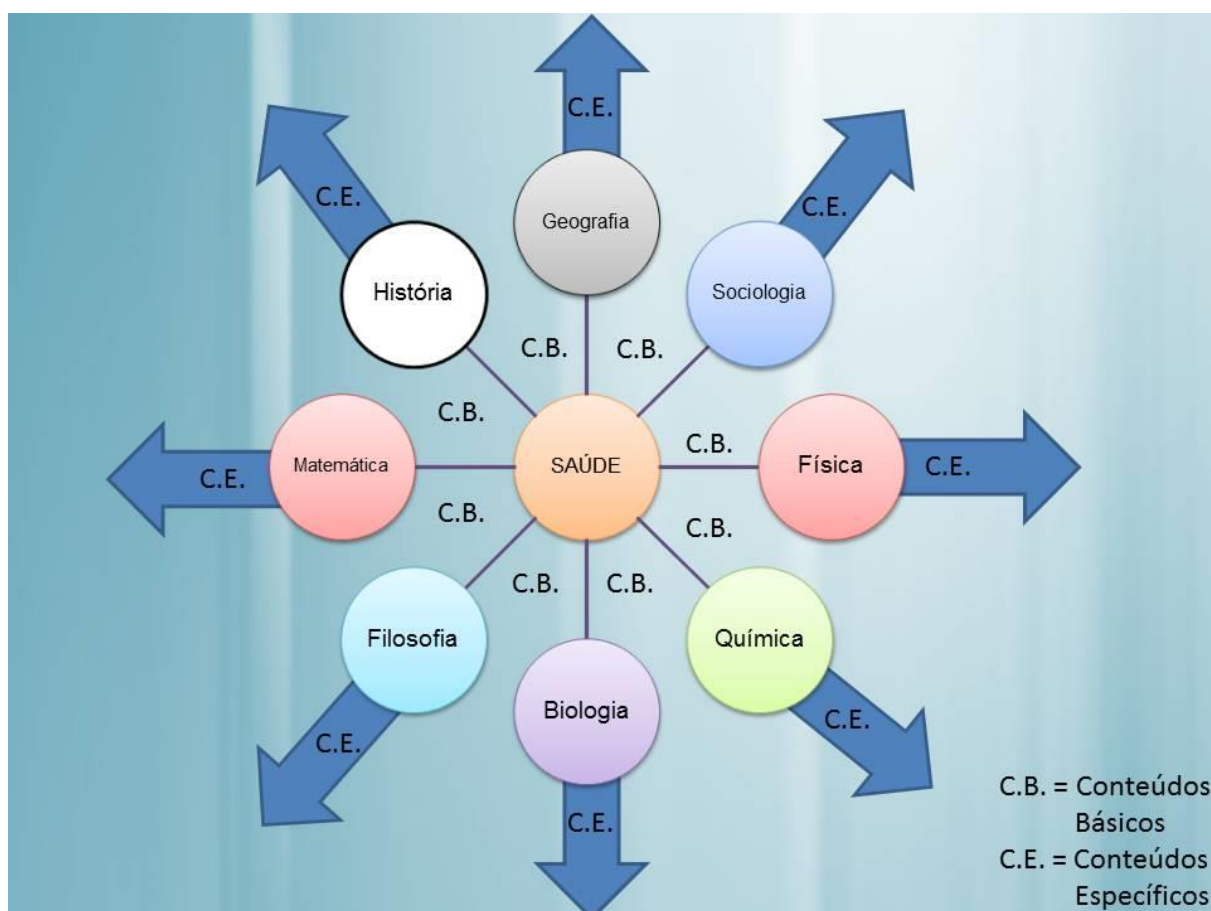 C.E.
Geografia
C.E.
História
C.E.
Sociologia
C.B.
C.B.
C.B.
C.B.
C.E.
Matemática
SAÚDE
Física
C.E.
C.B.
C.B.
C.B.
C.B.
Filosofia
Química
Biologia
C.E.
C.E.
C.E.
C.B. = Conteúdos
Básicos
C.E. = Conteúdos
Específicos